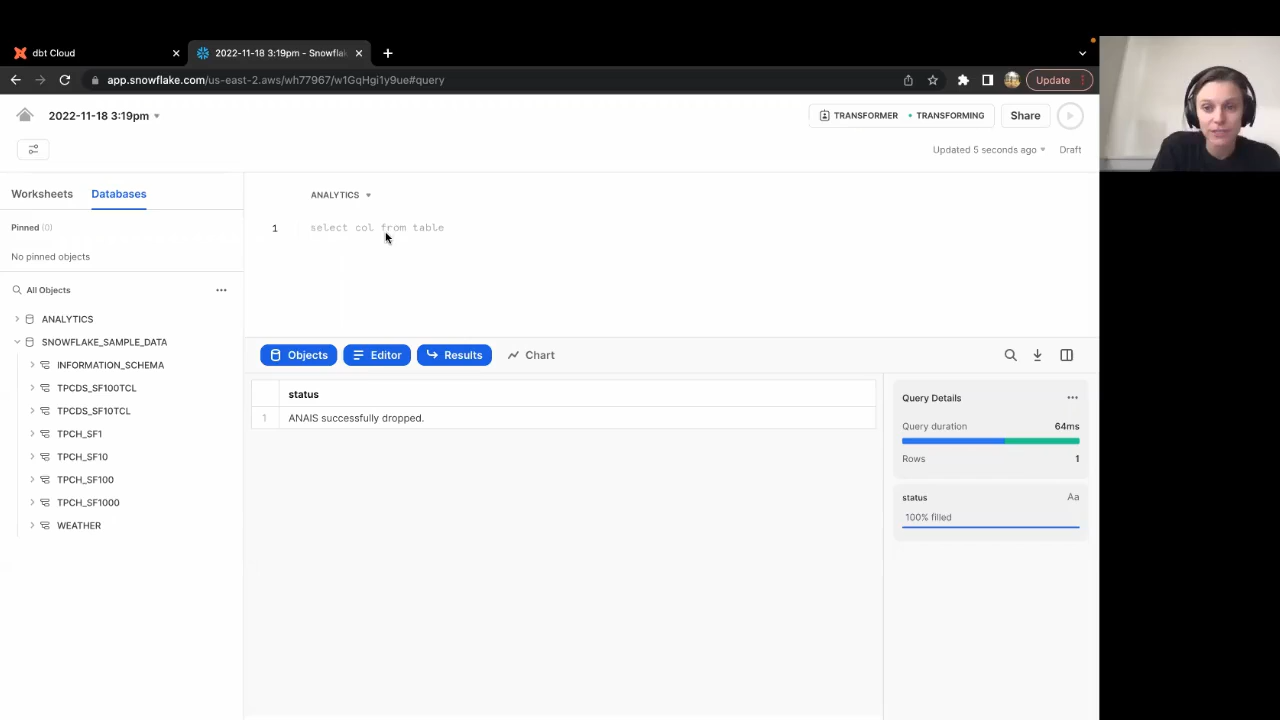 dbt Cloud
2022-11-18 3:19pm - Snowfla
app.snowflake.com/us-east-2.aws/wh77967/w1GqHgi1y9ue#query
Update
2022-11-18 3:19pm
TRANSFORMER
TRANSFORMING
Share
Updated 5 seconds ago
Draft
Worksheets
Databases
Pinned (0)
No pinned objects
All Objects
ANALYTICS
SNOWFLAKE_SAMPLE_DATA
INFORMATION_SCHEMA
TPCDS_SF100TCL
TPCDS_SF10TCL
TPCH_SF1
TPCH_SF10
TPCH_SF100
TPCH_SF1000
WEATHER
ANALYTICS
1 select col from table
Objects
Editor
Results
Chart
status
1 ANAIS successfully dropped.
Query Details
Query duration 64ms
Rows 1
status Aa
100% filled